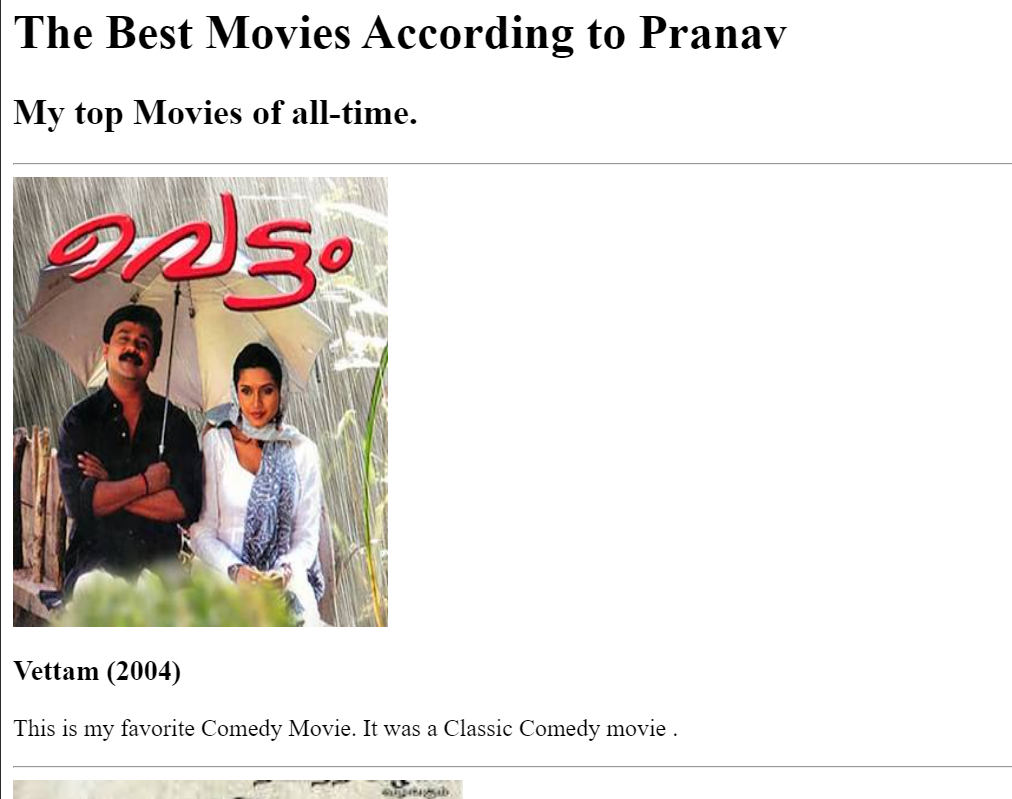 The Best Movies According to Pranav
My top Movies of all-time.
വെട്ടം
Vettam (2004)
This is my favorite Comedy Movie. It was a Classic Comedy movie .